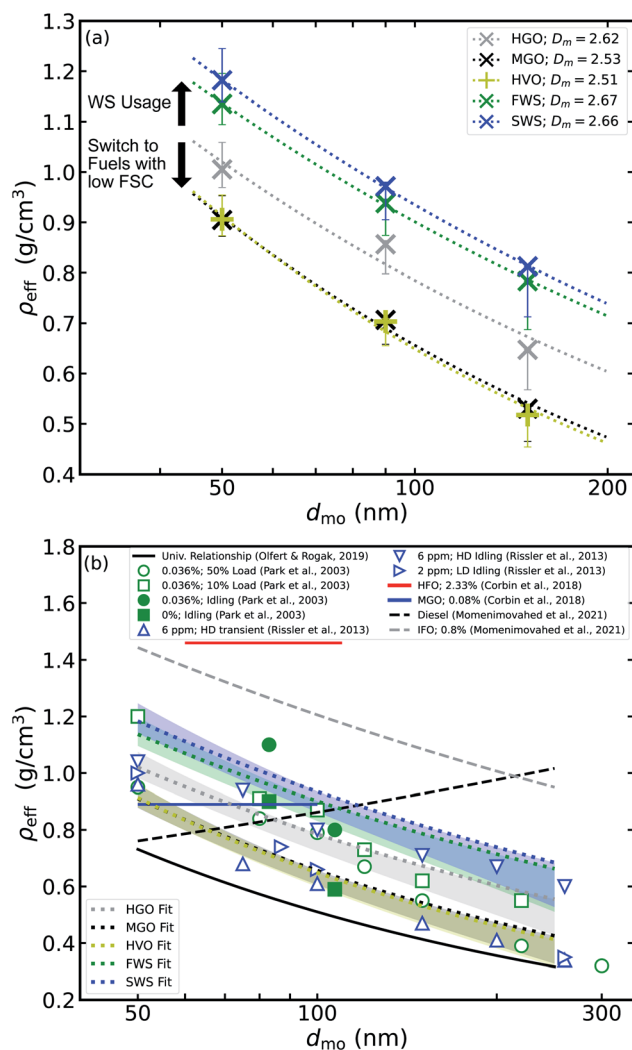 (a)
HGO; Dm = 2.62
MGO; Dm = 2.53
HVO; Dm = 2.51
FWS; Dm = 2.67
SWS; Dm = 2.66
WS Usage
Switch to
Fuels with
low FSC
1.3
1.2
1.1
1.0
0.9
0.8
0.7
0.6
0.5
0.4
ρeff (g/cm³)
50
100
200
dmo (nm)
(b)
Univ. Relationship (Olfert & Rogak, 2019)
0.036%: 50% Load (Park et al., 2003)
0.036%; 10% Load (Park et al., 2003)
0.036%; Idling (Park et al., 2003)
0%; Idling (Park et al., 2003)
6 ppm; HD transient (Rissler et al., 2013)
6 ppm; HD Idling (Rissler et al., 2013)
2 ppm; LD Idling (Rissler et al., 2013)
HFO; 2.33% (Corbin et al., 2018)
MGO; 0.08% (Corbin et al., 2018)
Diesel (Momenimovahed et al., 2021)
IFO; 0.8% (Momenimovahed et al., 2021)
1.8
1.6
1.4
1.2
1.0
0.8
0.6
0.4
0.2
ρeff (g/cm³)
HGO Fit
MGO Fit
HVO Fit
FWS Fit
SWS Fit
50
100
300
dmo (nm)